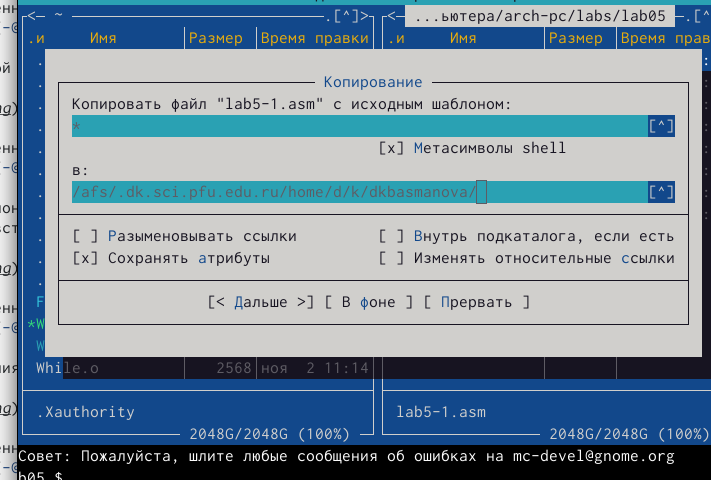 <─ ~ .[^]>
<─ ...ьютера/arch-pc/labs/lab05 ─.[^
.и Имя Размер Время правки
.и Имя Размер Время прав
Копирование
Копировать файл "lab5-1.asm" с исходным шаблоном:
* [^]
[x] Метасимволы shell
в:
/afs/.dk.sci.pfu.edu.ru/home/d/k/dkbasmanova/ [^]
[ ] Разыменовывать ссылки [ ] Внутрь подкаталога, если есть
[x] Сохранять атрибуты [ ] Изменять относительные ссылки
[< Дальше >] [ В фоне ] [ Прервать ]
While.o 2568 ноя 2 11:14
.Xauthority lab5-1.asm
2048G/2048G (100%) 2048G/2048G (100%)
Совет: Пожалуйста, шлите любые сообщения об ошибках на mc-devel@gnome.org
b05 $